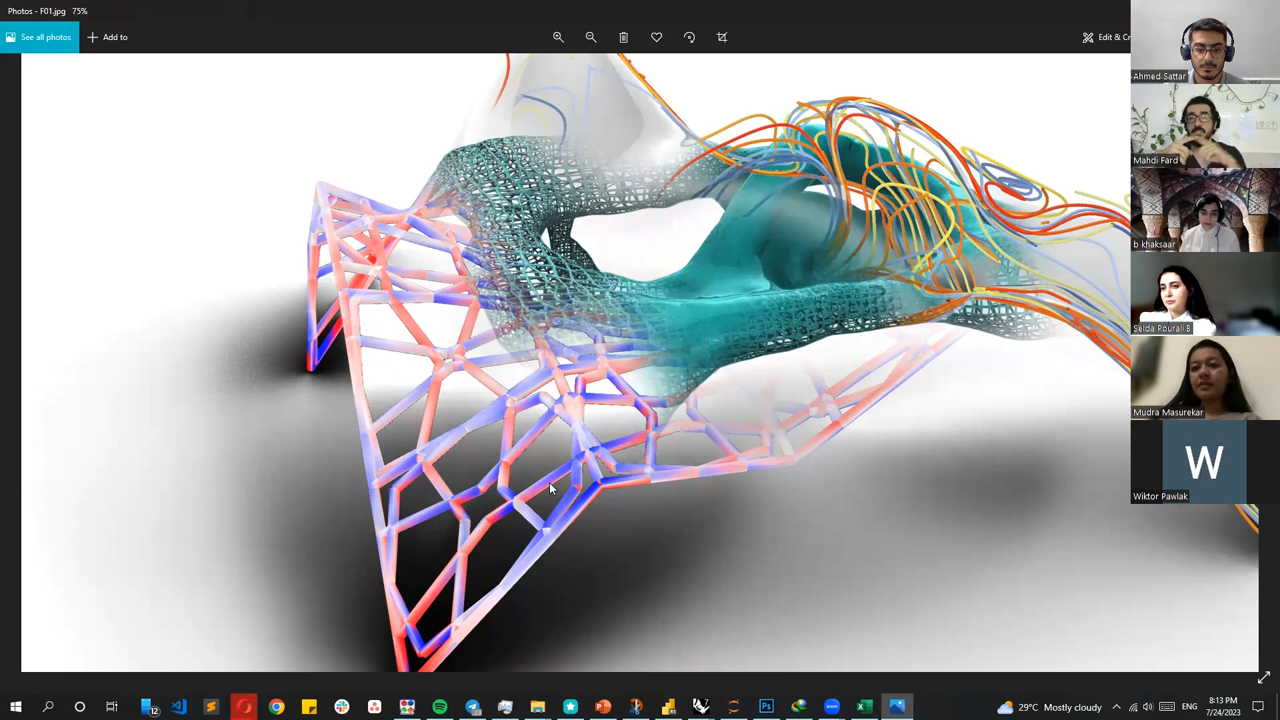 Photos - F01.jpg 75%
See all photos
Add to
Edit & Cr
Ahmed Sattar
Mahdi Fard
b khaksaar
Selda Pourali B
Mudra Masurekar
W
Wiktor Pawlak
12
29°C Mostly cloudy
ENG
8:13 PM
7/24/2023